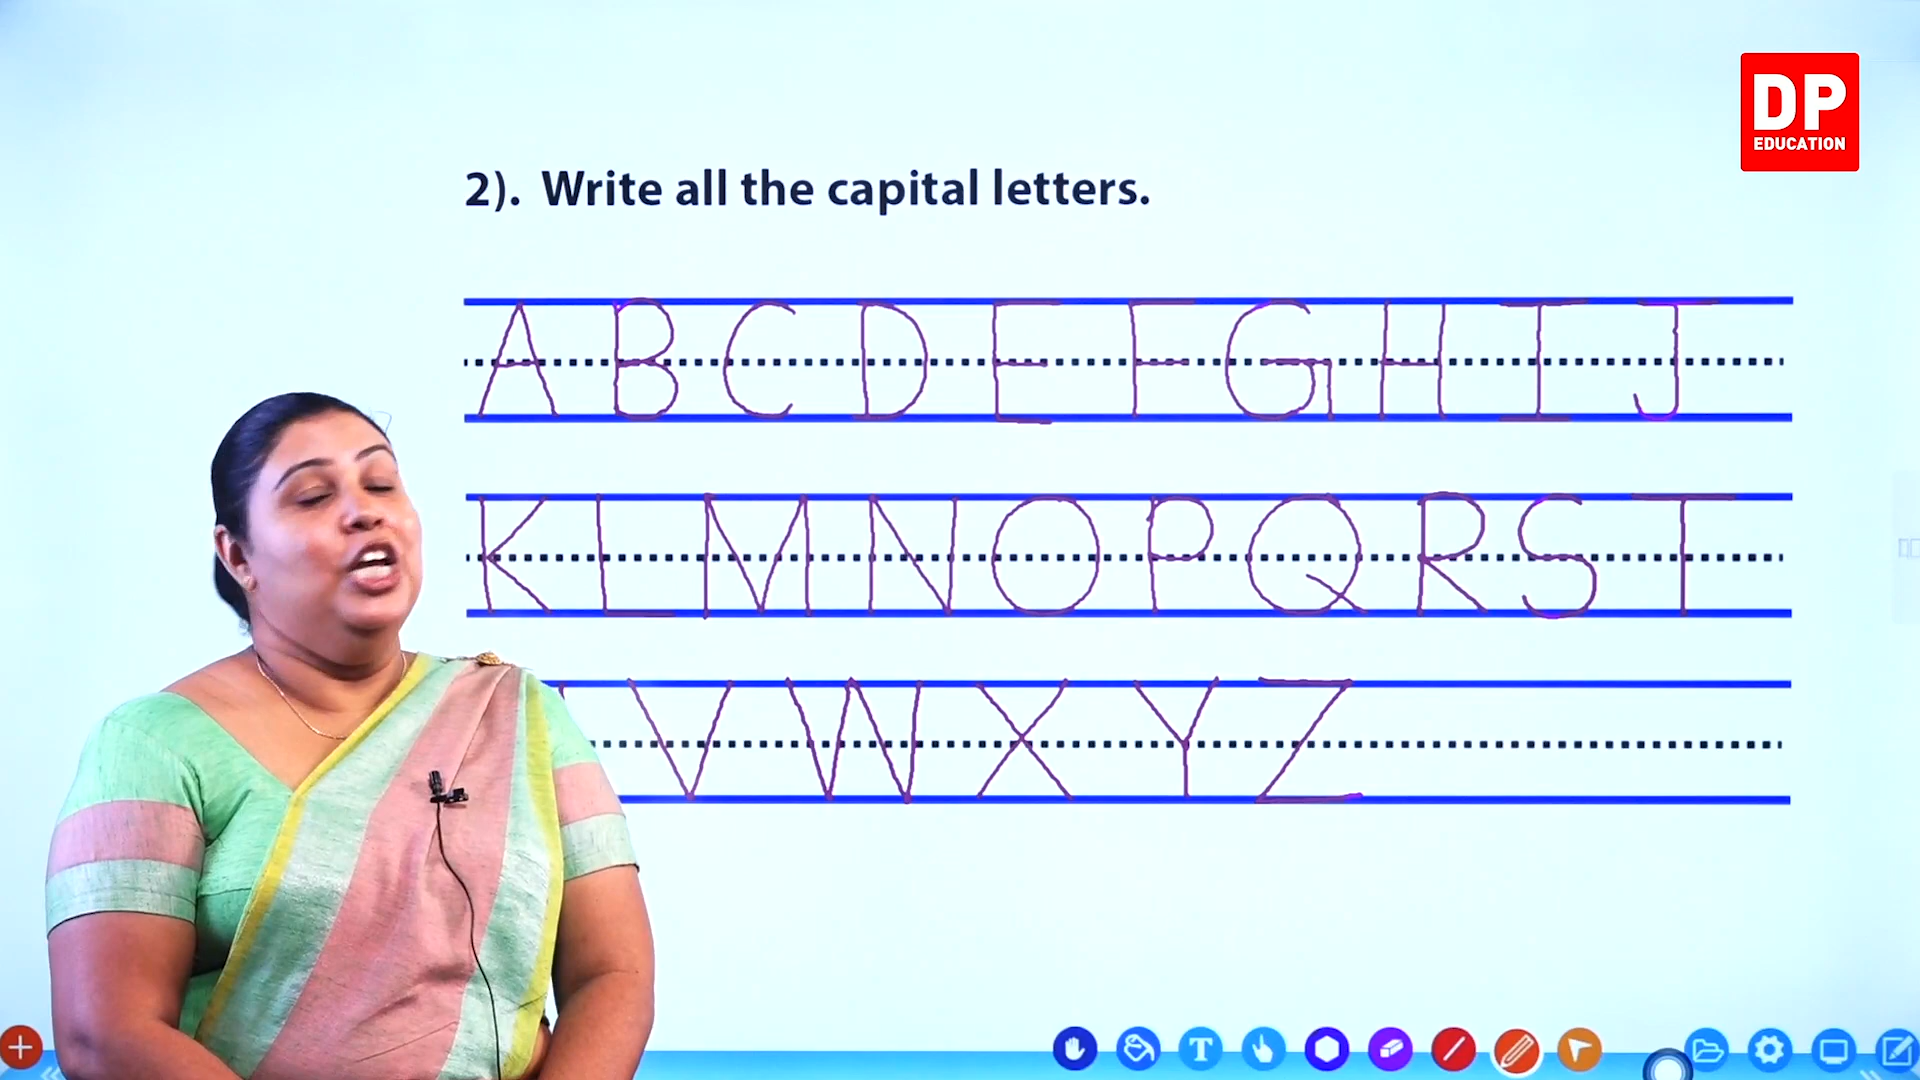 DP
EDUCATION
2). Write all the capital letters.
A B C D E F G H I J
K L M N O P Q R S T
V W X Y Z